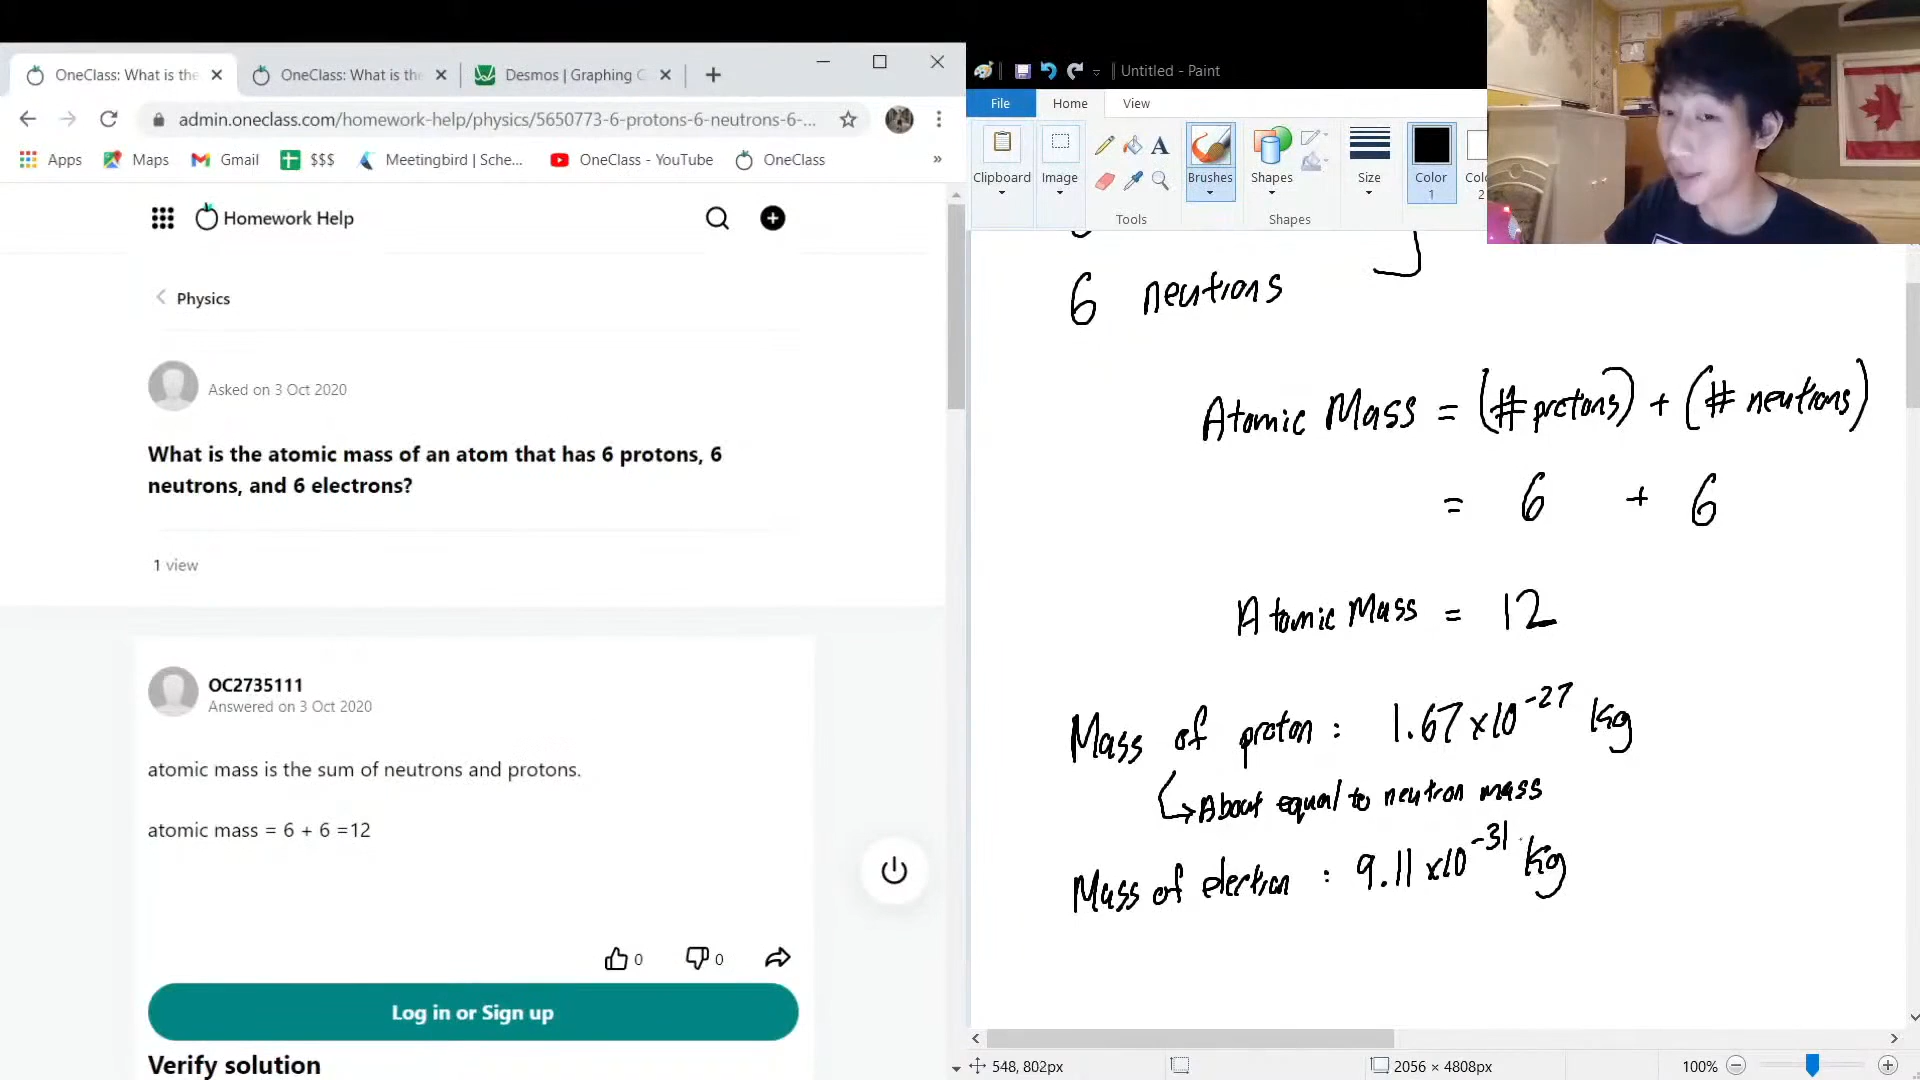 OneClass: What is the
OneClass: What is the
Desmos | Graphing C
admin.oneclass.com/homework-help/physics/5650773-6-protons-6-neutrons-6-...
Apps
Maps
Gmail
$$$
Meetingbird | Sche...
OneClass - YouTube
OneClass
»
Homework Help
Physics
Asked on 3 Oct 2020
What is the atomic mass of an atom that has 6 protons, 6
neutrons, and 6 electrons?
1 view
OC2735111
Answered on 3 Oct 2020
atomic mass is the sum of neutrons and protons.
atomic mass = 6 + 6 =12
0
0
Log in or Sign up
Verify solution
Untitled - Paint
File
Home
View
Clipboard
Image
Tools
Brushes
Shapes
Shapes
Size
Color
1
2
6 neutrons
Atomic Mass = (# protons) + (# neutrons)
= 6 + 6
Atomic Mass = 12
Mass of proton : 1.67 x 10^-27 kg
About equal to neutron mass
Mass of electron : 9.11 x 10^-31 kg
548, 802px
2056 × 4808px
100%